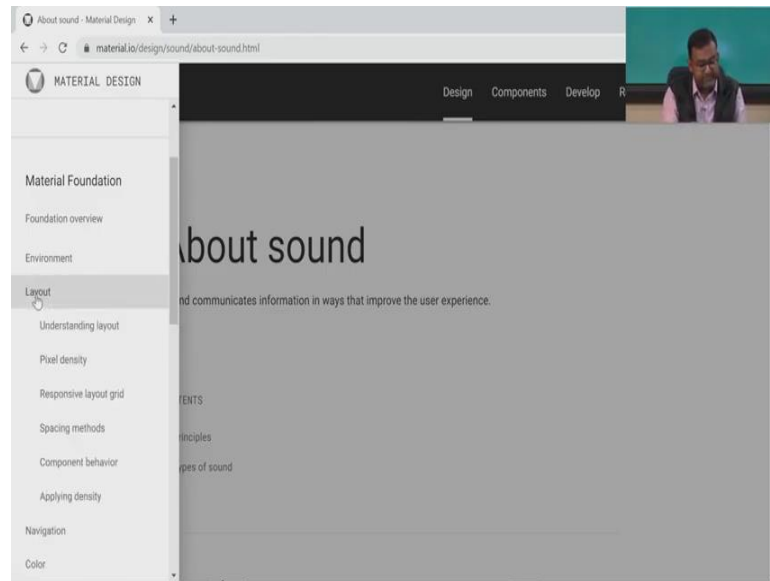 About sound - Material Design × +
material.io/design/sound/about-sound.html
MATERIAL DESIGN
Design Components Develop R
Material Foundation
Foundation overview
Environment
Layout
Understanding layout
Pixel density
Responsive layout grid
Spacing methods
Component behavior
Applying density
Navigation
Color
About sound
nd communicates information in ways that improve the user experience.
TENTS
rinciples
ypes of sound